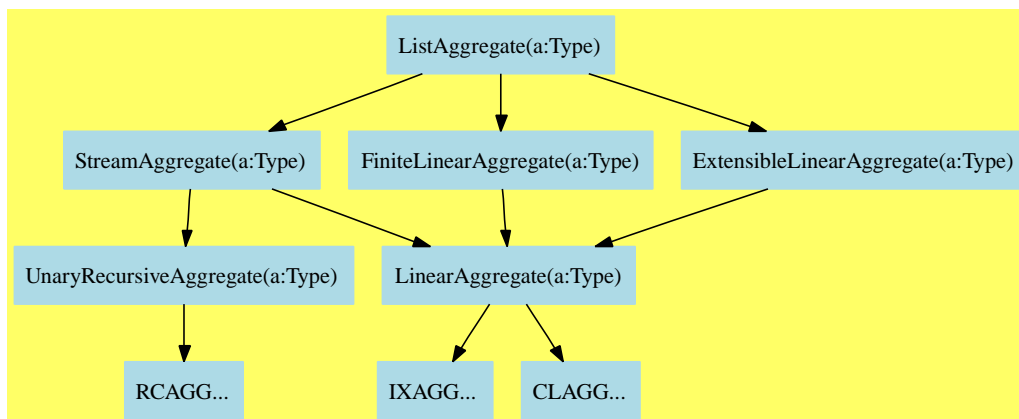 ListAggregate(a:Type)
StreamAggregate(a:Type)
FiniteLinearAggregate(a:Type)
ExtensibleLinearAggregate(a:Type)
UnaryRecursiveAggregate(a:Type)
LinearAggregate(a:Type)
RCAGG...
IXAGG...
CLAGG...